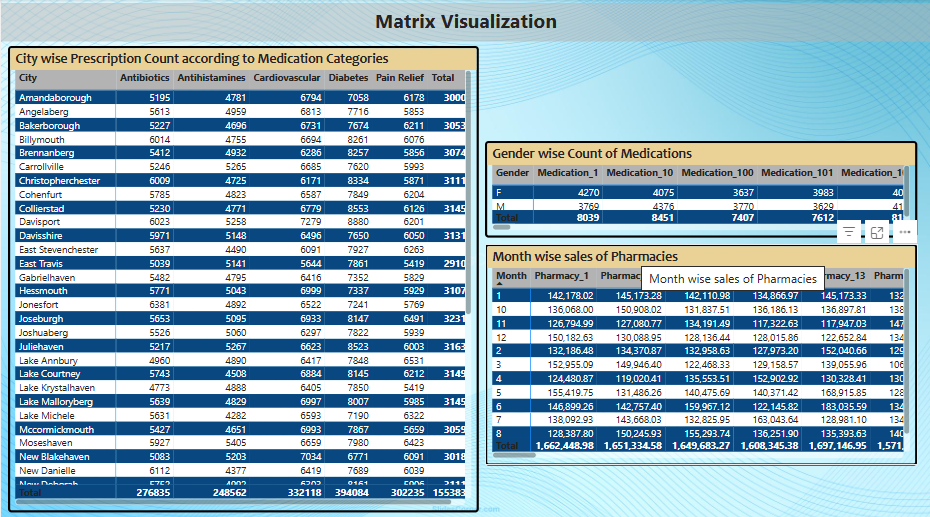 Matrix Visualization
City wise Prescription Count according to Medication Categories
City Antibiotics Antihistamines Cardiovascular Diabetes Pain Relief Total
Amandaborough 5195 4781 6794 7058 6178 3000
Angelaberg 5613 4959 6813 7716 5853
Bakerborough 5227 4696 6731 7674 6211 3053
Billymouth 6014 4755 6694 8261 6076
Brennanberg 5412 4932 6286 8257 5856 3074
Carrollville 5246 5265 6685 7620 5993
Christopherchester 6009 4725 6171 8334 5871 3111
Cohenfurt 5785 4823 6587 7849 6204
Collierstad 5230 4771 6779 8553 6126 3145
Davisport 6023 5258 7279 8880 6201
Davisshire 5971 5148 6496 7650 6050 3131
East Stevenchester 5637 4490 6091 7927 6263
East Travis 5039 5141 5644 7861 5419 2910
Gabrielhaven 5482 4795 6416 7352 5829
Hessmouth 5771 5043 6999 7337 5929 3107
Jonesfort 6381 4892 6522 7241 5769
Joseburgh 5653 5095 6933 8147 6491 3231
Joshuaberg 5526 5060 6297 7822 5939
Juliehaven 5217 5267 6623 8523 6003 3163
Lake Annbury 4960 4890 6417 7848 6531
Lake Courtney 5743 4508 6884 8145 6212 3149
Lake Krystalhaven 4773 4888 6405 7850 5419
Lake Malloryberg 5639 4829 6997 8007 5985 3145
Lake Michele 5631 4282 6593 7190 6322
Mccormickmouth 5427 4651 6993 7867 5659 3059
Moseshaven 5927 5405 6659 7980 6423
New Blakehaven 5083 5203 7034 6771 6091 3018
New Danielle 6112 4377 6419 7689 6039
New Deborah
Total 276835 248562 332118 394084 302235 155383
Gender wise Count of Medications
Gender Medication_1 Medication_10 Medication_100 Medication_101 Medication_1
F 4270 4075 3637 3983 40
M 3769 4376 3770 3629 41
Total 8039 8451 7407 7612 81
Month wise sales of Pharmacies
Month Pharmacy_1 Pharmac macy_13 Pharm
Month wise sales of Pharmacies
1 142,178.02 145,173.28 142,110.98 134,866.97 145,173.33 132
10 136,068.00 150,908.02 131,837.51 136,186.13 136,897.81 138
11 126,794.99 127,080.77 134,191.49 117,322.63 117,947.03 147
12 150,182.63 130,088.95 128,136.44 128,015.86 122,652.84 134
2 132,186.48 134,370.87 132,958.63 127,973.20 152,040.66 129
3 152,955.09 149,946.40 122,468.33 129,158.57 139,055.96 106
4 124,480.87 119,020.41 135,553.51 152,902.92 130,328.41 130
5 155,419.75 131,486.26 140,475.69 140,371.42 168,915.85 128
6 146,899.26 142,757.40 159,967.12 122,145.82 183,035.59 134
7 138,092.93 143,668.03 132,825.95 163,043.64 128,981.10 134
8 128,387.80 150,245.93 155,293.74 136,251.90 135,393.63 140
Total 1,662,448.98 1,651,334.58 1,649,683.27 1,608,345.38 1,697,146.95 1,571,